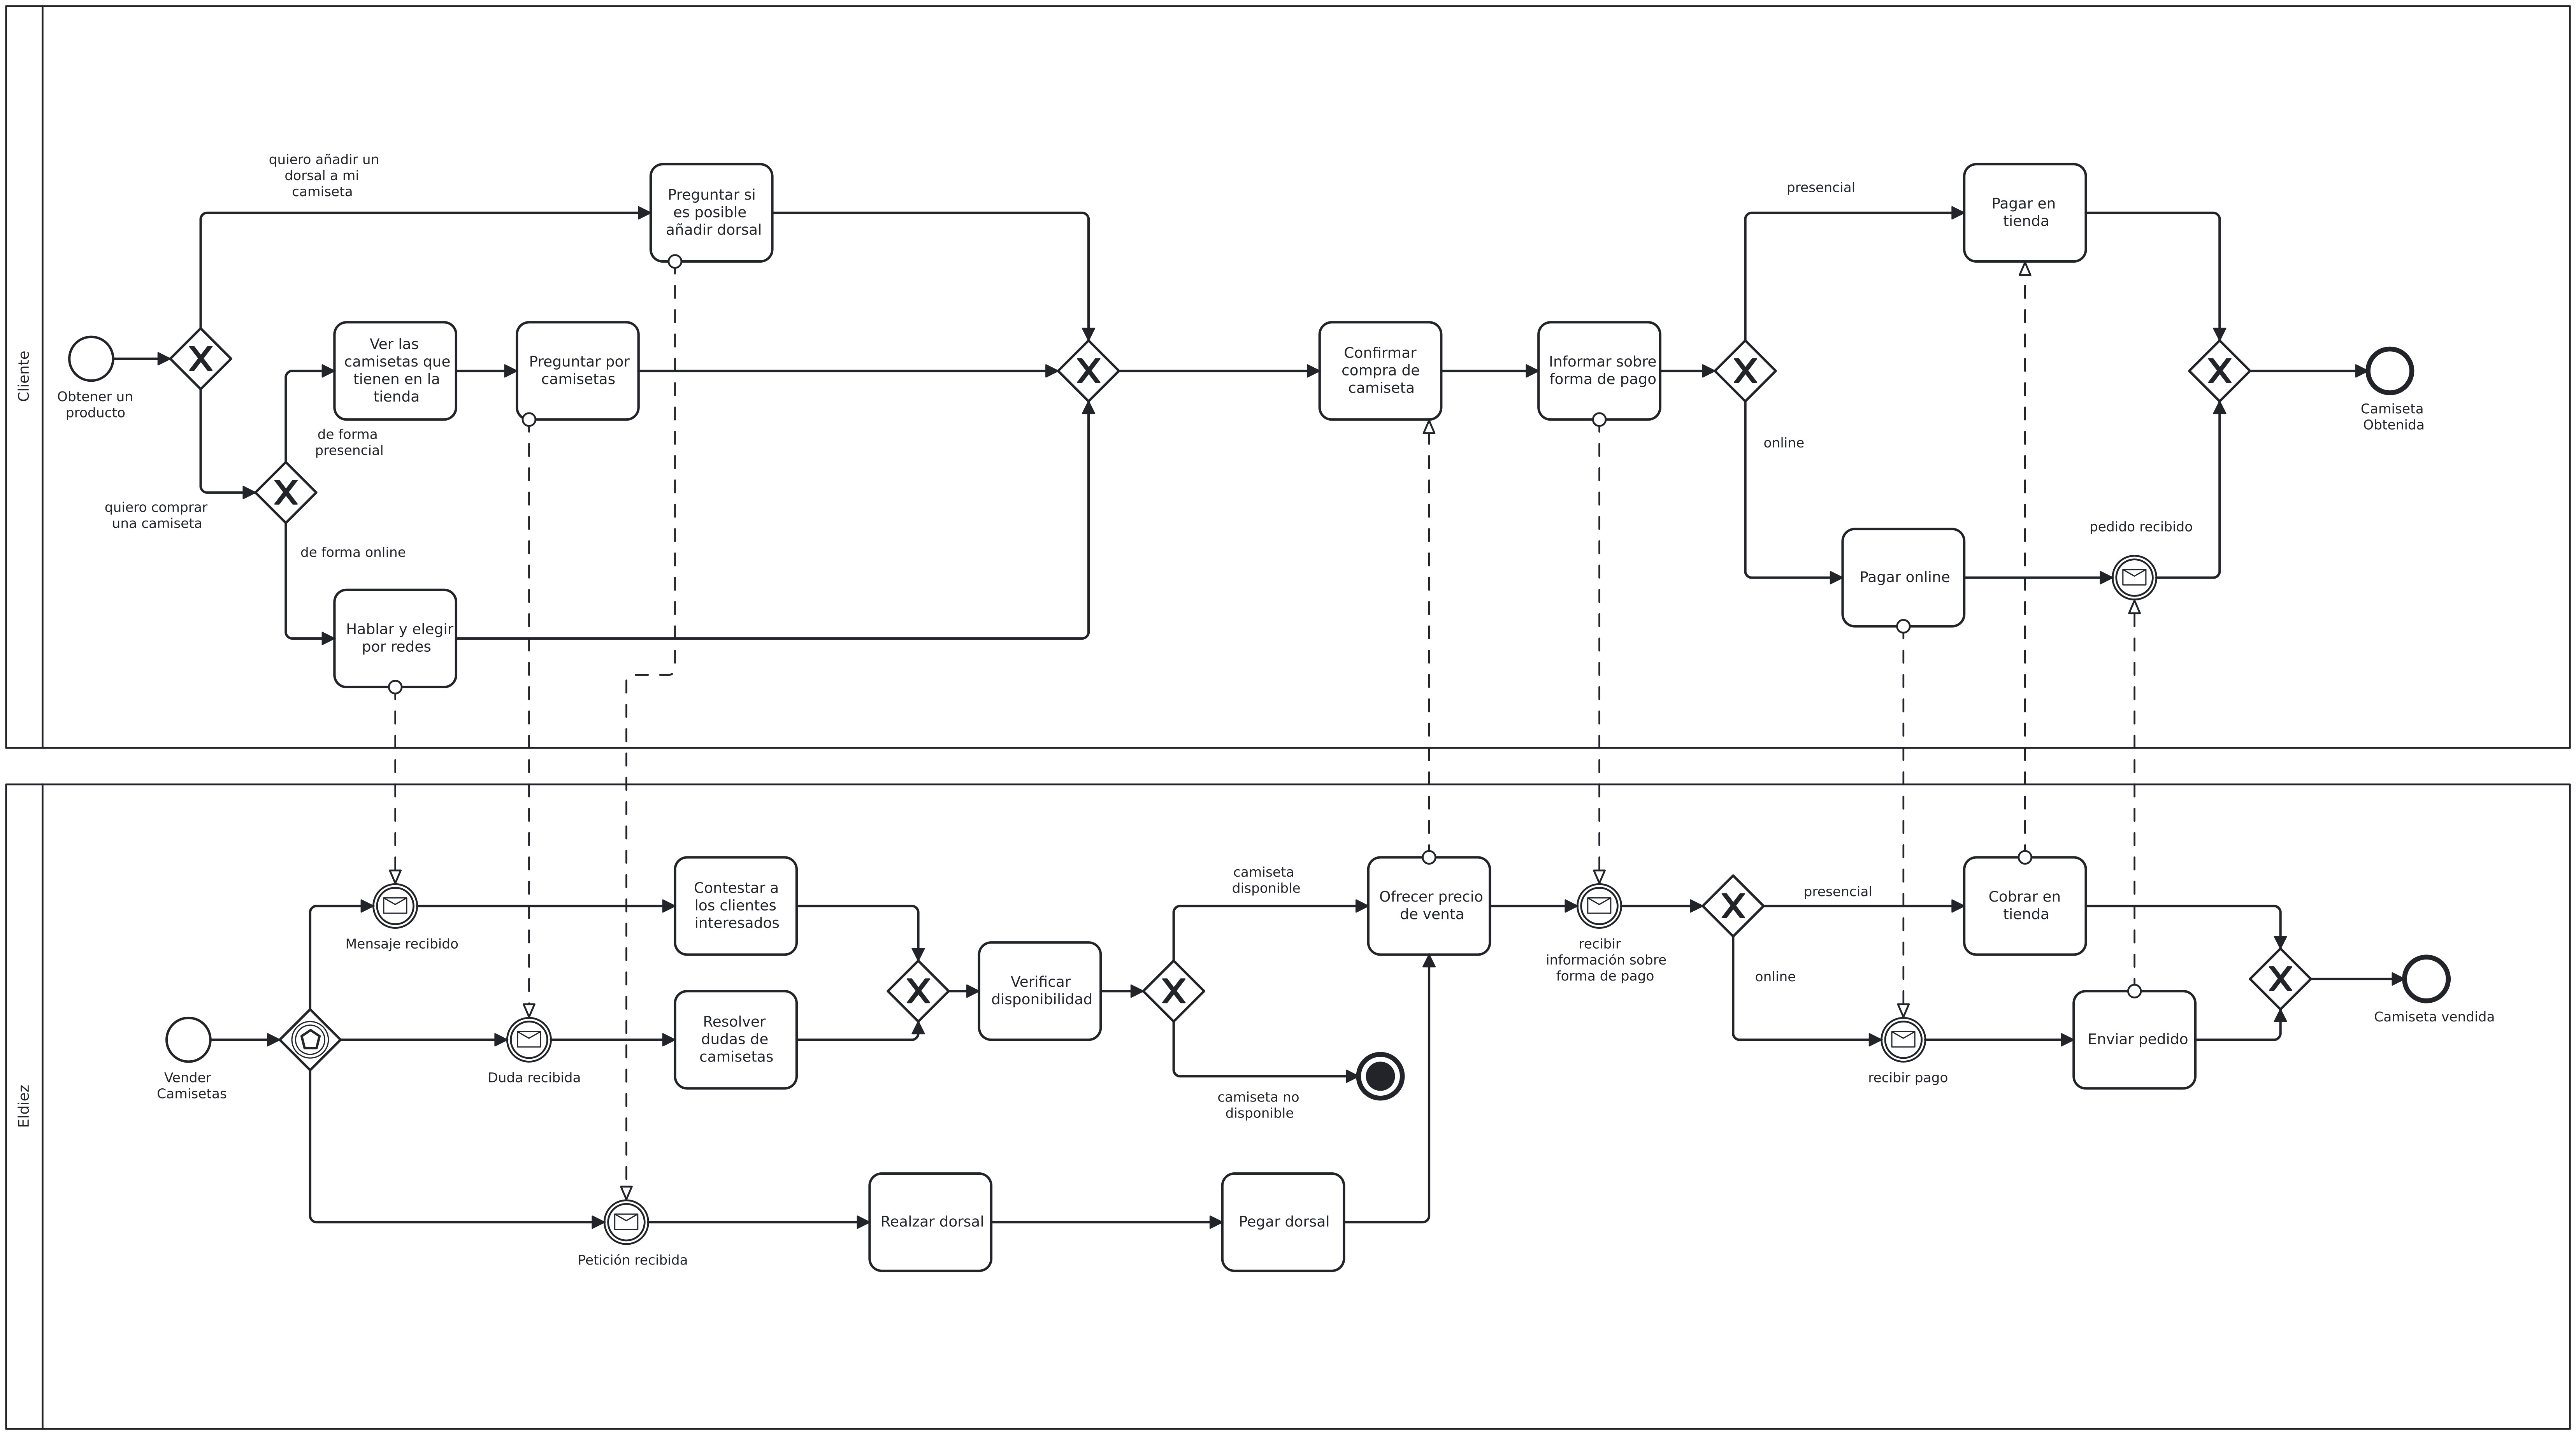 Cliente
quiero añadir un
dorsal a mi
camiseta
Preguntar si
es posible
añadir dorsal
presencial
Pagar en
tienda
Obtener un
producto
Ver las
camisetas que
tienen en la
tienda
Preguntar por
camisetas
Confirmar
compra de
camiseta
Informar sobre
forma de pago
Camiseta
Obtenida
de forma
presencial
online
quiero comprar
una camiseta
de forma online
pedido recibido
Pagar online
Hablar y elegir
por redes
Eldiez
Contestar a
los clientes
interesados
camiseta
disponible
Ofrecer precio
de venta
presencial
Cobrar en
tienda
Mensaje recibido
recibir
información sobre
forma de pago
Verificar
disponibilidad
online
Camiseta vendida
Vender
Camisetas
Duda recibida
Resolver
dudas de
camisetas
camiseta no
disponible
recibir pago
Enviar pedido
Petición recibida
Realzar dorsal
Pegar dorsal